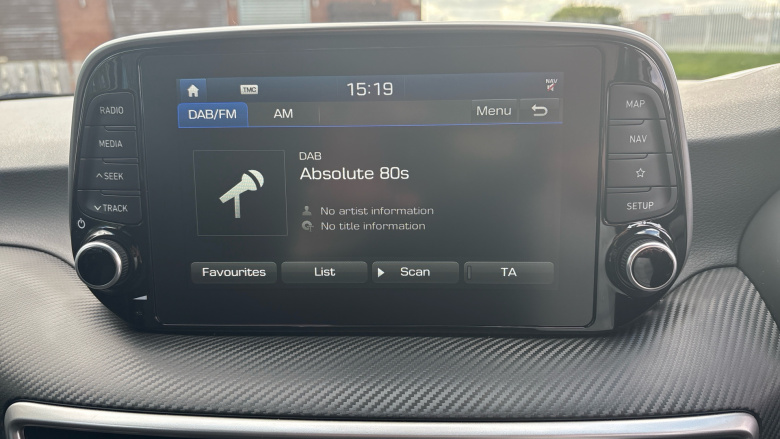 TMC 15:19 NAV
DAB/FM AM Menu
RADIO
MEDIA
SEEK
TRACK
DAB
Absolute 80s
No artist information
No title information
Favourites List Scan TA
MAP
NAV
SETUP